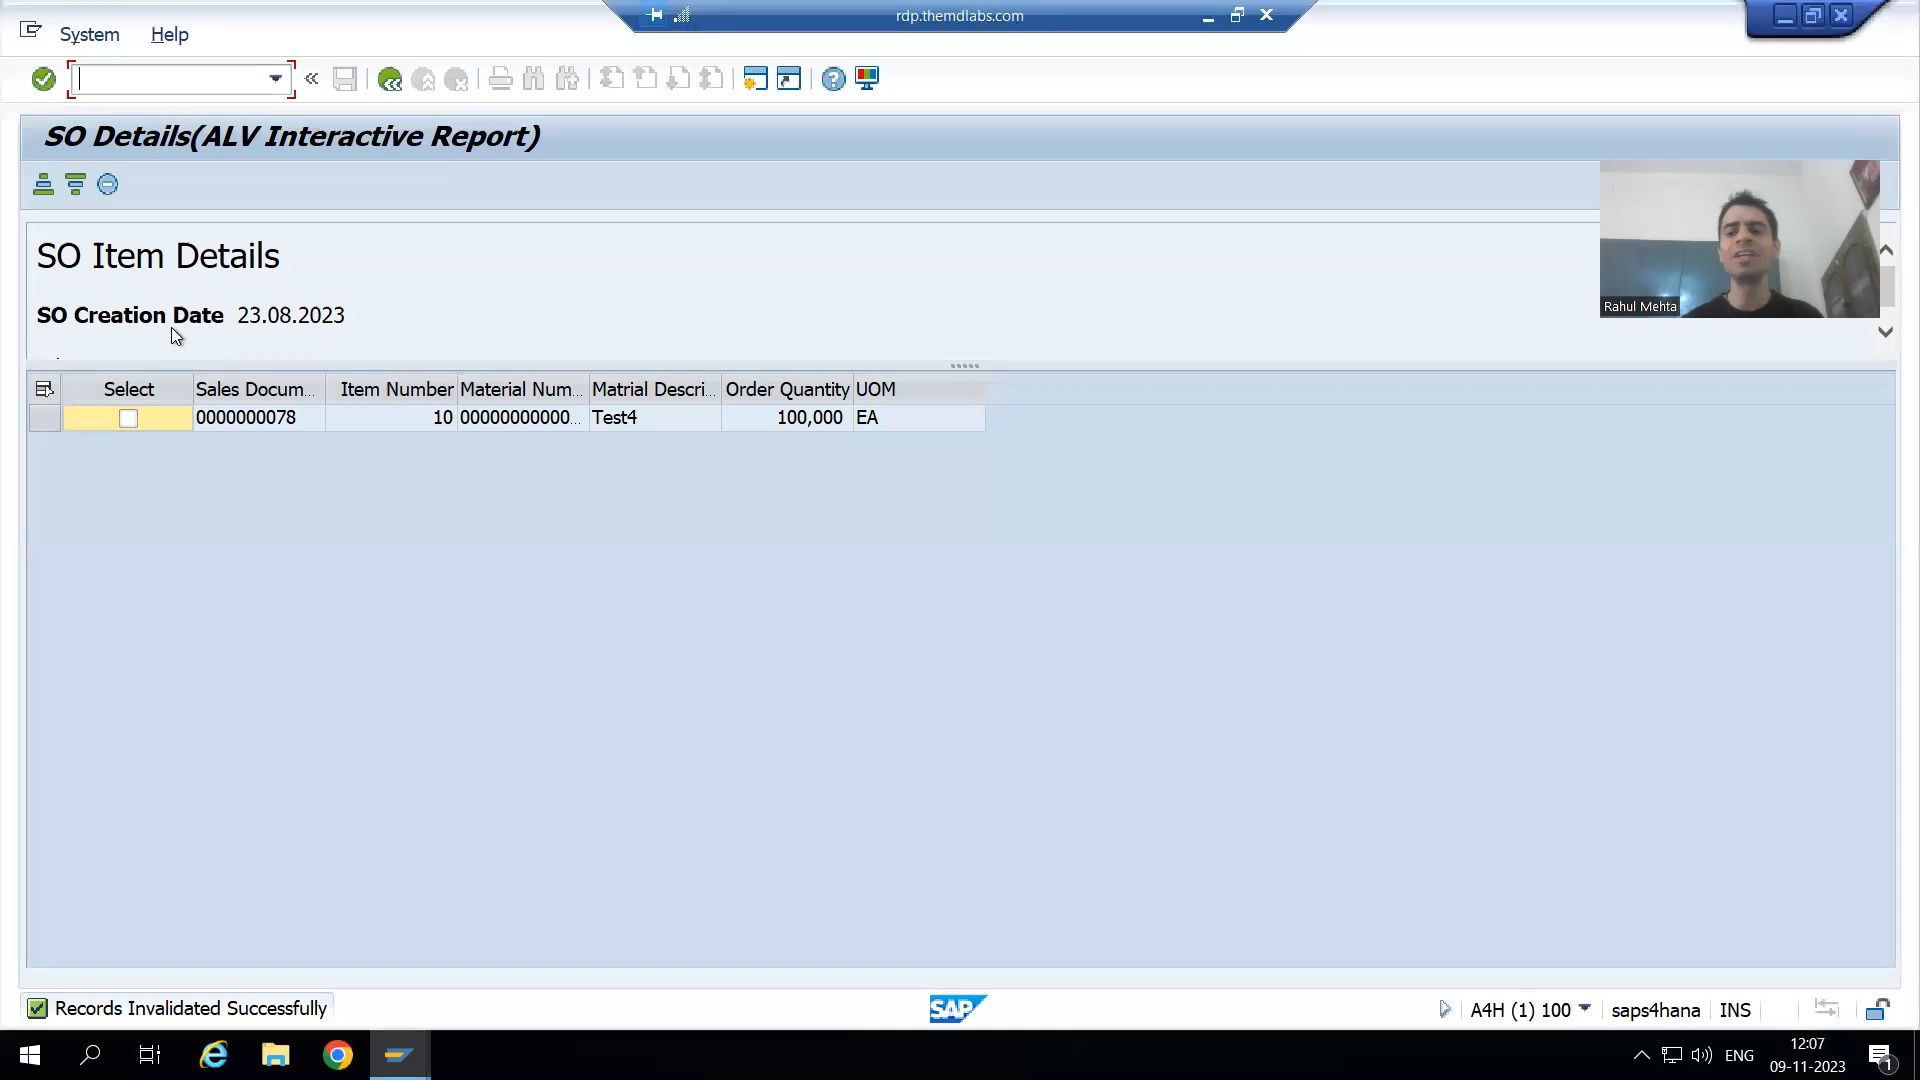 rdp.themdlabs.com
System Help
SO Details(ALV Interactive Report)
SO Item Details
SO Creation Date 23.08.2023
Rahul Mehta
Select Sales Docum... Item Number Material Num... Matrial Descri... Order Quantity UOM
0000000078 10 00000000000... Test4 100,000 EA
Records Invalidated Successfully
SAP
A4H (1) 100 saps4hana INS
ENG
12:07
09-11-2023
1